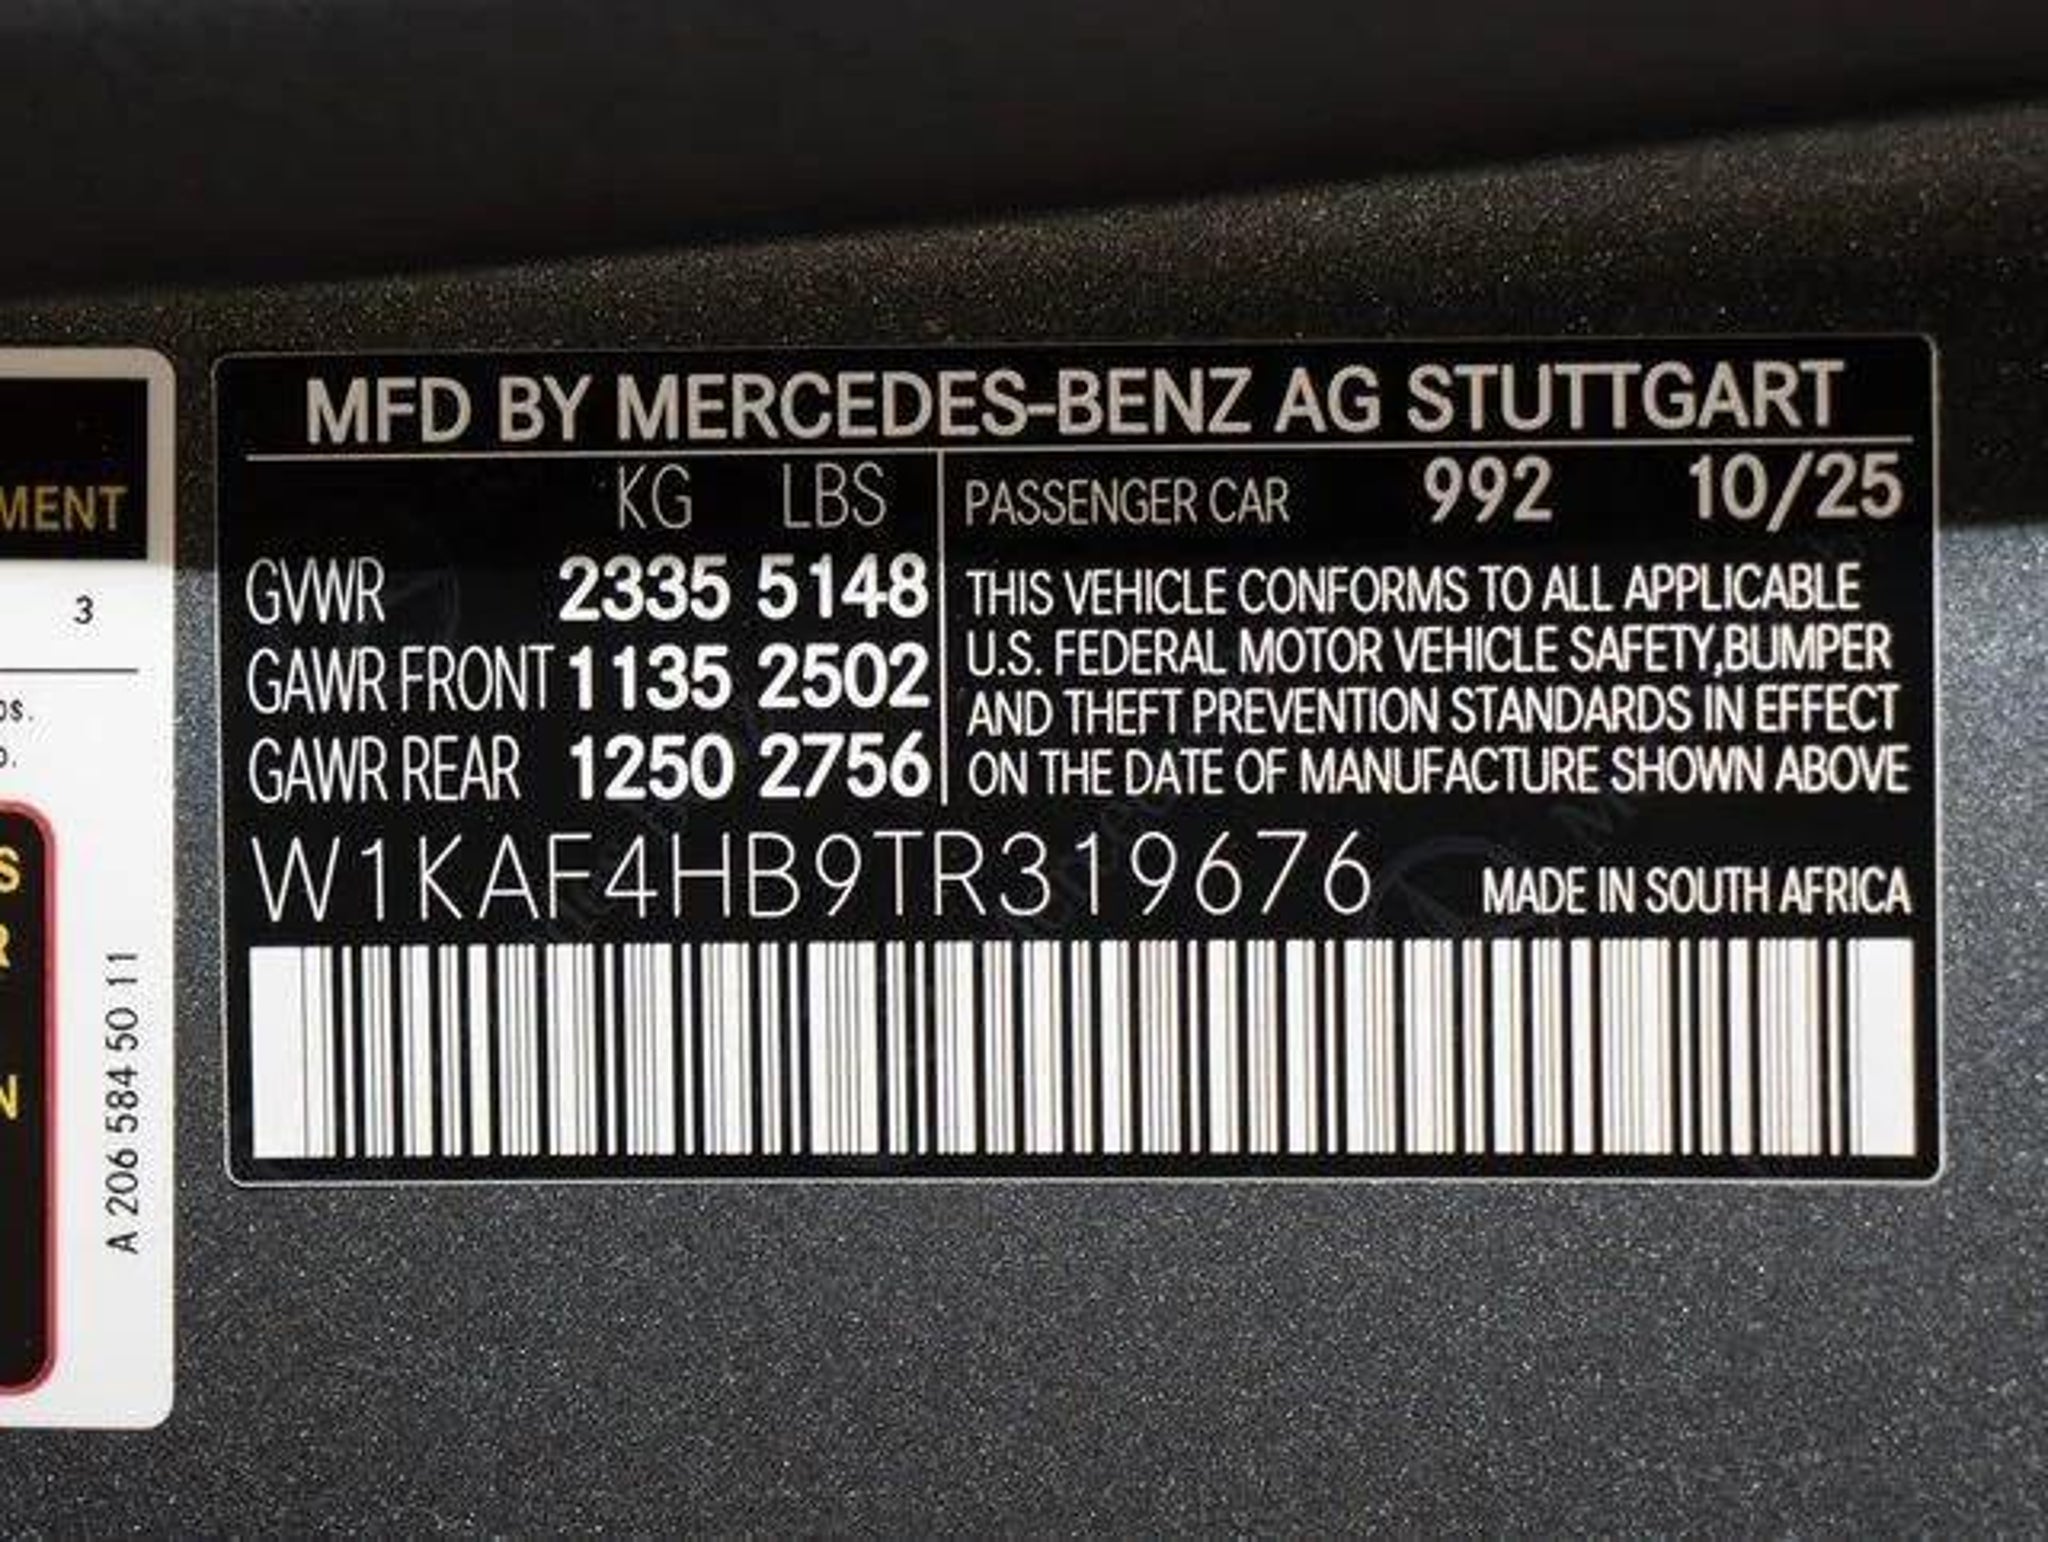 MENT
3
os.
o.
S
R
N
A 206 584 50 11
MFD BY MERCEDES-BENZ AG STUTTGART
KG LBS
GVWR 2335 5148
GAWR FRONT 1135 2502
GAWR REAR 1250 2756
PASSENGER CAR 992 10/25
THIS VEHICLE CONFORMS TO ALL APPLICABLE
U.S. FEDERAL MOTOR VEHICLE SAFETY,BUMPER
AND THEFT PREVENTION STANDARDS IN EFFECT
ON THE DATE OF MANUFACTURE SHOWN ABOVE
W1KAF4HB9TR319676
MADE IN SOUTH AFRICA